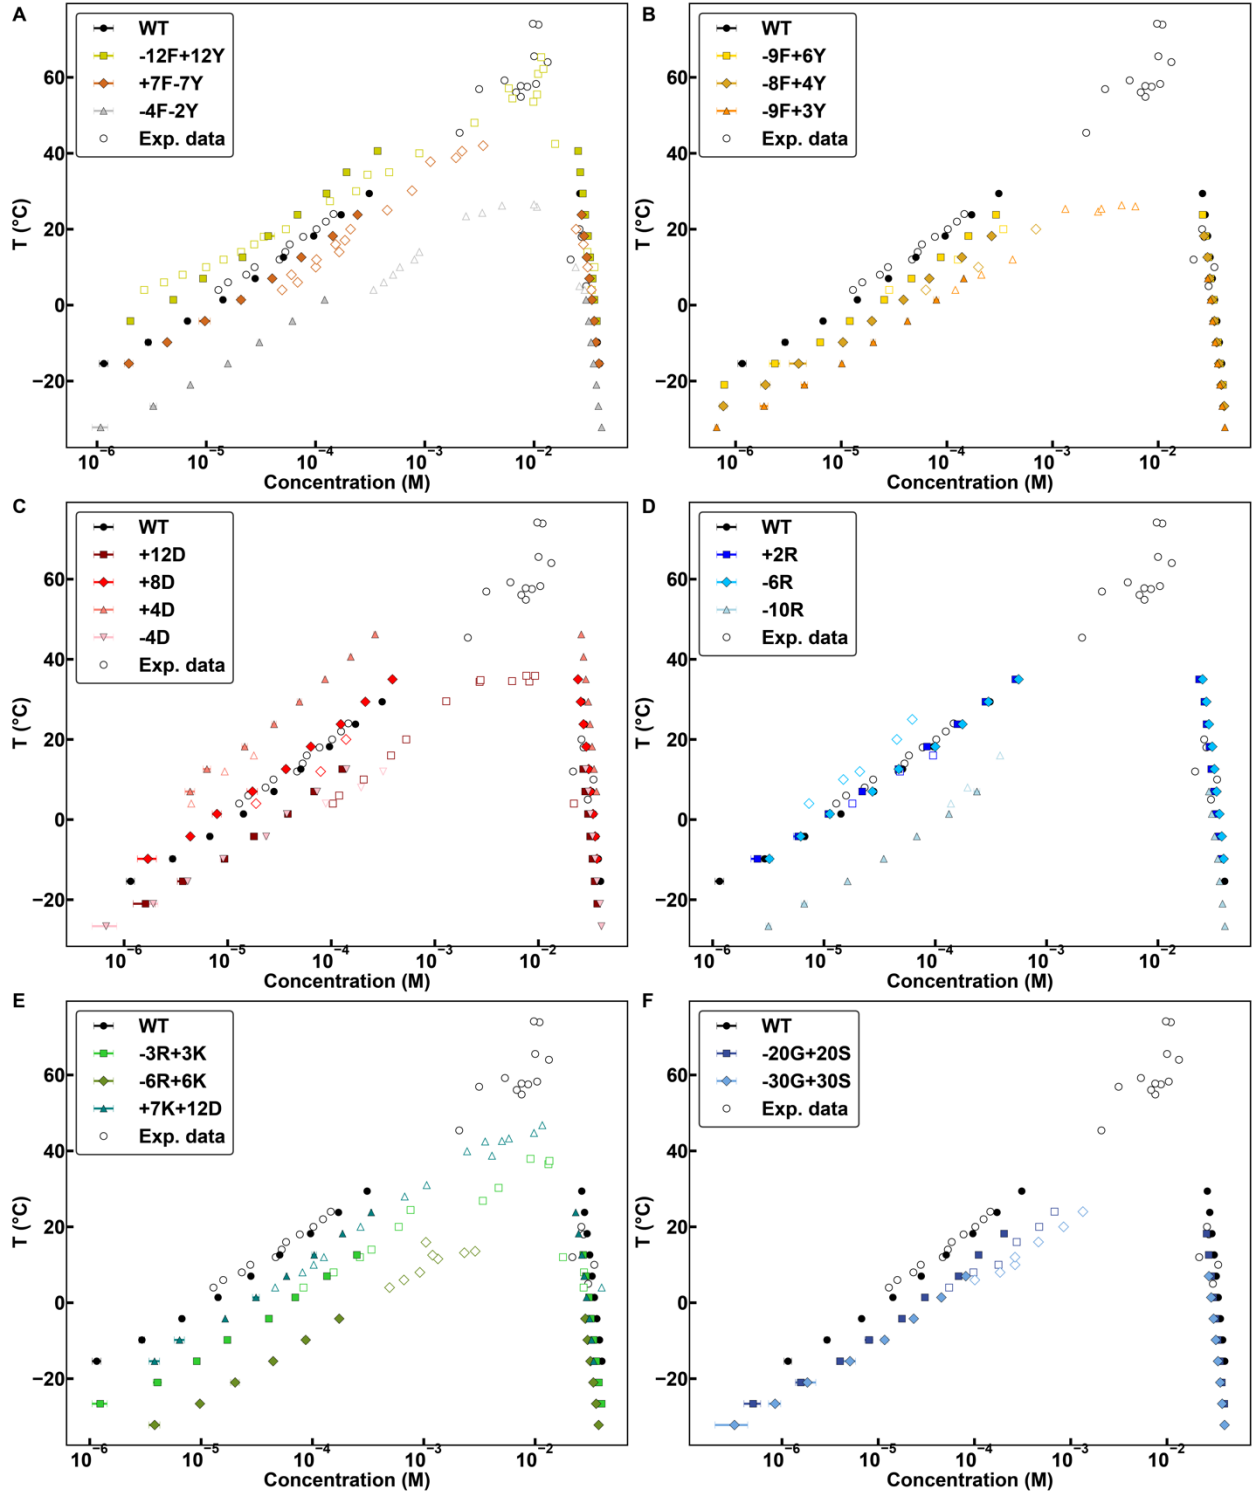 A
WT
-12F+12Y
+7F-7Y
-4F-2Y
Exp. data
60
40
20
0
−20
T (°C)
10⁻⁶ 10⁻⁵ 10⁻⁴ 10⁻³ 10⁻²
Concentration (M)
B
WT
-9F+6Y
-8F+4Y
-9F+3Y
Exp. data
60
40
20
0
−20
T (°C)
10⁻⁶ 10⁻⁵ 10⁻⁴ 10⁻³ 10⁻²
Concentration (M)
C
WT
+12D
+8D
+4D
-4D
Exp. data
60
40
20
0
−20
T (°C)
10⁻⁶ 10⁻⁵ 10⁻⁴ 10⁻³ 10⁻²
Concentration (M)
D
WT
+2R
-6R
-10R
Exp. data
60
40
20
0
−20
T (°C)
10⁻⁶ 10⁻⁵ 10⁻⁴ 10⁻³ 10⁻²
Concentration (M)
E
WT
-3R+3K
-6R+6K
+7K+12D
Exp. data
60
40
20
0
−20
T (°C)
10⁻⁶ 10⁻⁵ 10⁻⁴ 10⁻³ 10⁻²
Concentration (M)
F
WT
-20G+20S
-30G+30S
Exp. data
60
40
20
0
−20
T (°C)
10⁻⁶ 10⁻⁵ 10⁻⁴ 10⁻³ 10⁻²
Concentration (M)